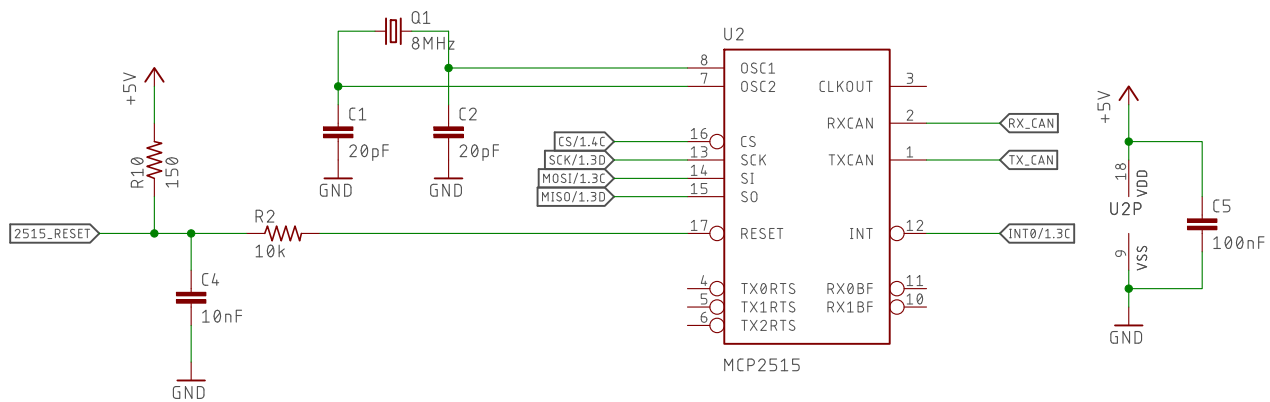 Q1
8MHz
U2
8
OSC1
7
OSC2
CLKOUT
3
+5V
C1
20pF
C2
20pF
GND
GND
RXCAN
2
RX_CAN
+5V
CS/1.4C
16
CS
SCK/1.3D
13
SCK
TXCAN
1
TX_CAN
MOSI/1.3C
14
SI
MISO/1.3D
15
SO
R10
150
18
VDD
U2P
C5
100nF
2515_RESET
R2
10k
17
RESET
INT
12
INT0/1.3C
9
VSS
C4
10nF
4
TX0RTS
RX0BF
11
5
TX1RTS
RX1BF
10
6
TX2RTS
GND
MCP2515
GND